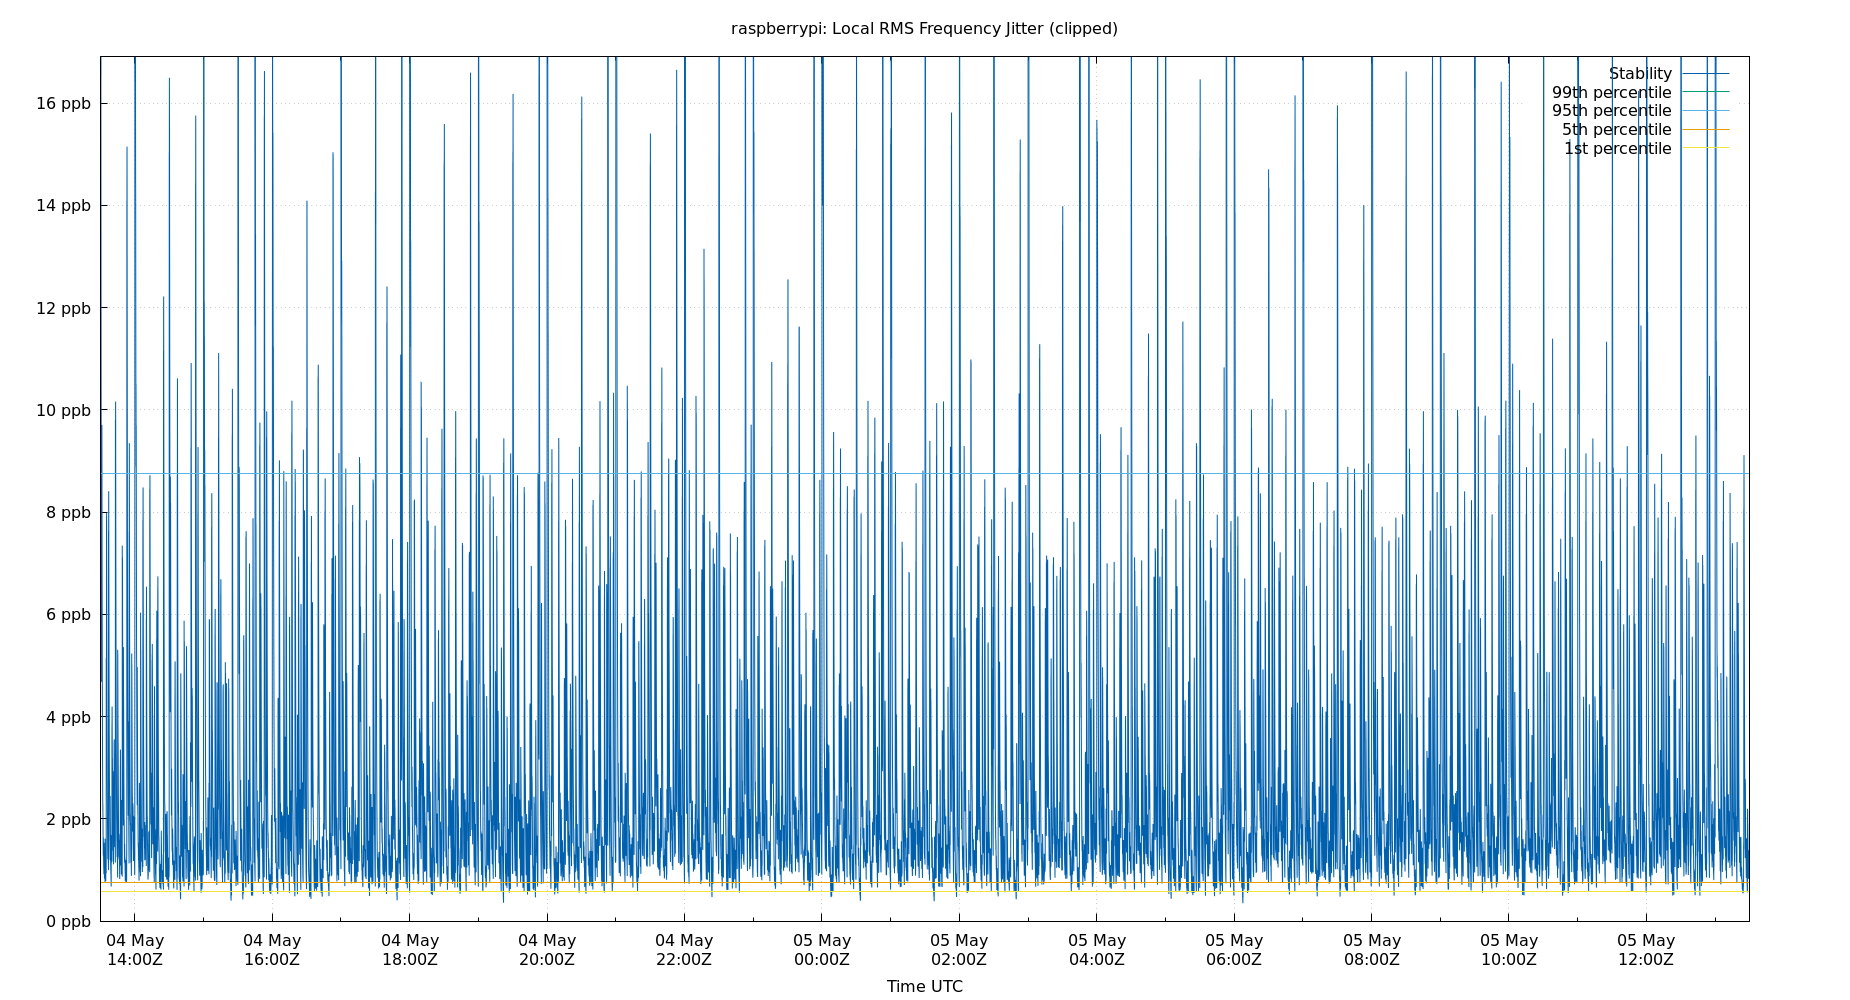 raspberrypi: Local RMS Frequency Jitter (clipped)
Stability
99th percentile
95th percentile
5th percentile
1st percentile
16 ppb
14 ppb
12 ppb
10 ppb
8 ppb
6 ppb
4 ppb
2 ppb
0 ppb
04 May 04 May 04 May 04 May 04 May 05 May 05 May 05 May 05 May 05 May 05 May 05 May
14:00Z 16:00Z 18:00Z 20:00Z 22:00Z 00:00Z 02:00Z 04:00Z 06:00Z 08:00Z 10:00Z 12:00Z
Time UTC